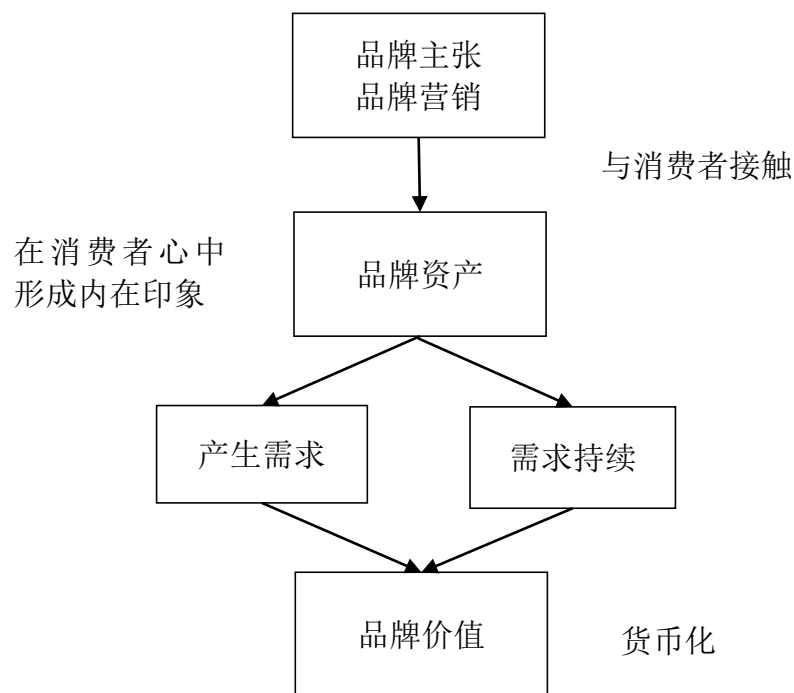 品牌主张
品牌营销
与消费者接触
在消费者心中
形成内在印象
品牌资产
产生需求
需求持续
品牌价值
货币化